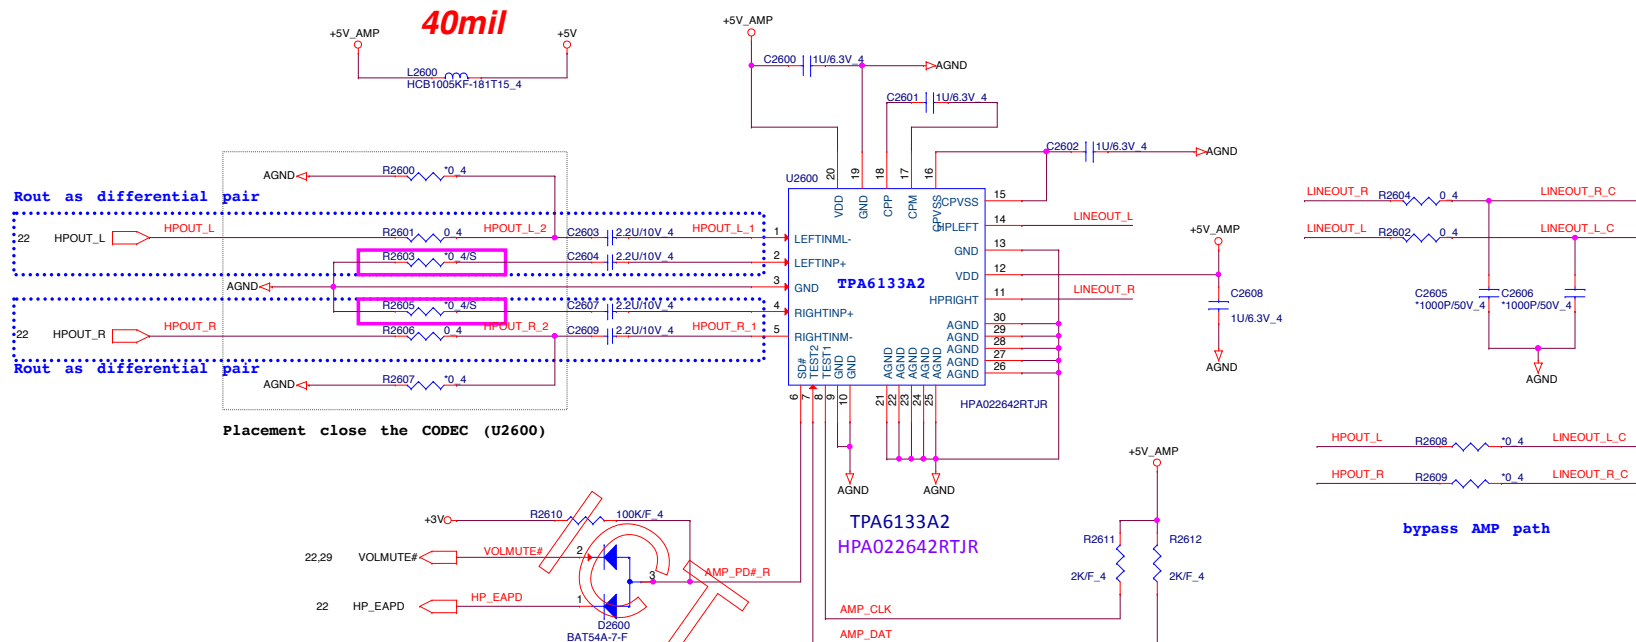 40mil
+5V_AMP
+5V
L2600
HCB1005KF-181T15_4
+5V_AMP
C2600
1U/6.3V_4
AGND
C2601
1U/6.3V_4
C2602
1U/6.3V_4
AGND
U2600
20
19
18
17
16
VDD
GND
CPP
CPM
CPVSS
CPVSS
15
HPLEFT
14
LINEOUT_L
GND
13
VDD
12
HPRIGHT
11
LINEOUT_R
AGND
30
AGND
29
AGND
28
AGND
27
AGND
26
+5V_AMP
C2608
1U/6.3V_4
AGND
AGND
R2600
*0_4
Rout as differential pair
22
HPOUT_L
HPOUT_L
R2601
0_4
HPOUT_L_2
C2603
2.2U/10V_4
HPOUT_L_1
1
LEFTINML-
R2603
*0_4/S
C2604
2.2U/10V_4
2
LEFTINP+
AGND
3
GND
TPA6133A2
R2605
*0_4/S
C2607
2.2U/10V_4
4
RIGHTINP+
22
HPOUT_R
HPOUT_R
R2606
0_4
HPOUT_R_2
C2609
2.2U/10V_4
HPOUT_R_1
5
RIGHTINM-
Rout as differential pair
AGND
R2607
*0_4
Placement close the CODEC (U2600)
SD#
TEST2
TEST1
GND
GND
AGND
AGND
AGND
AGND
AGND
6
7
8
9
10
21
22
23
24
25
HPA022642RTJR
AGND
AGND
TPA6133A2
HPA022642RTJR
LINEOUT_R
R2604
0_4
LINEOUT_R_C
LINEOUT_L
R2602
0_4
LINEOUT_L_C
C2605
*1000P/50V_4
C2606
*1000P/50V_4
AGND
HPOUT_L
R2608
*0_4
LINEOUT_L_C
HPOUT_R
R2609
*0_4
LINEOUT_R_C
bypass AMP path
+3V
R2610
100K/F_4
22,29
VOLMUTE#
VOLMUTE#
2
3
AMP_PD#_R
22
HP_EAPD
HP_EAPD
1
D2600
BAT54A-7-F
+5V_AMP
R2611
2K/F_4
R2612
2K/F_4
AMP_CLK
AMP_DAT